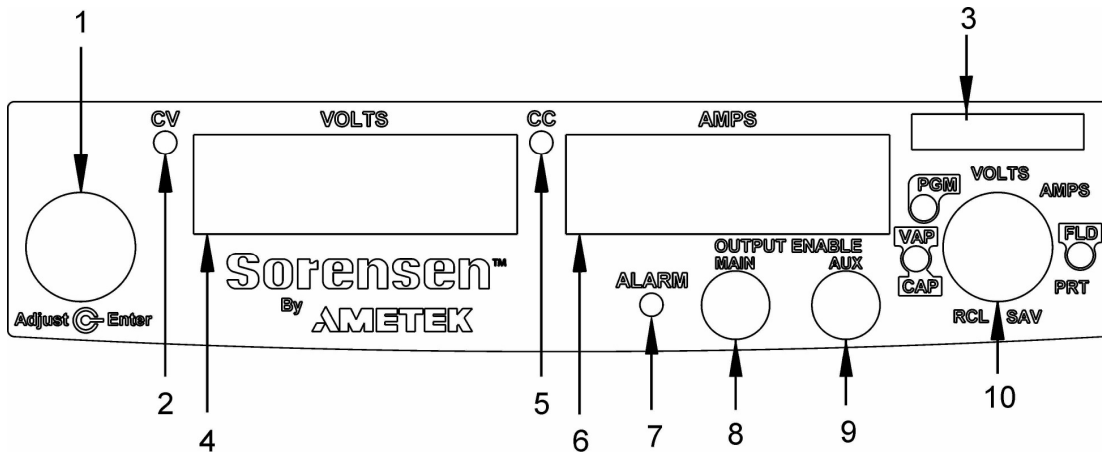 1
3
CV
VOLTS
CC
AMPS
VOLTS
PGM
AMPS
VAP
FLD
OUTPUT ENABLE
MAIN
AUX
CAP
PRT
Sorensen™
ALARM
By
AMETEK
Adjust Enter
RCL
SAV
2
4
5
6
7
8
9
10